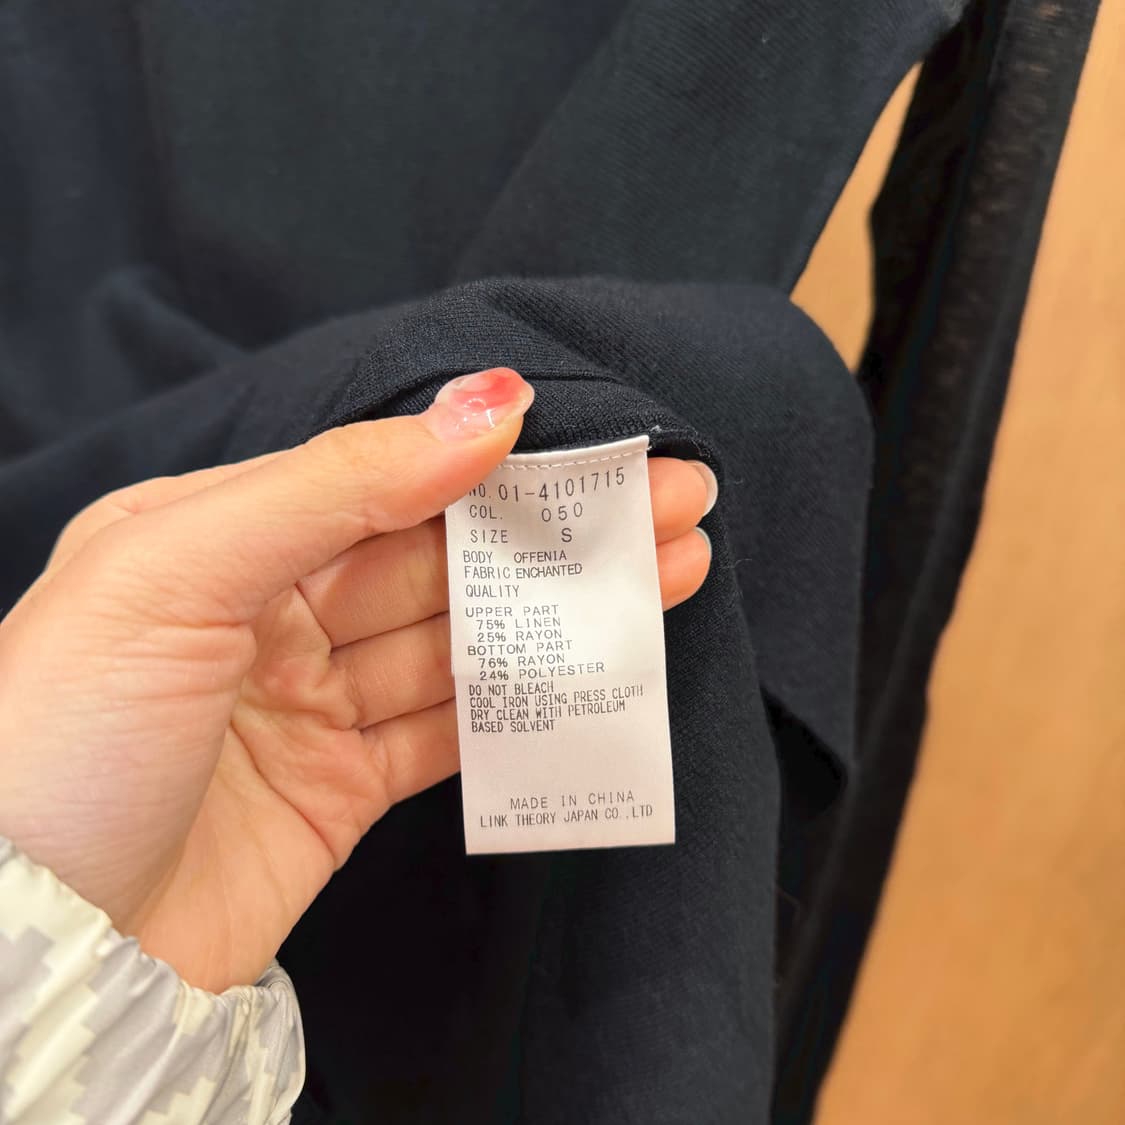 NO. 01-4101715
COL. 050
SIZE S
BODY OFFENIA
FABRIC ENCHANTED
QUALITY
UPPER PART
75% LINEN
25% RAYON
BOTTOM PART
76% RAYON
24% POLYESTER
DO NOT BLEACH
COOL IRON USING PRESS CLOTH
DRY CLEAN WITH PETROLEUM
BASED SOLVENT
MADE IN CHINA
LINK THEORY JAPAN CO.,LTD